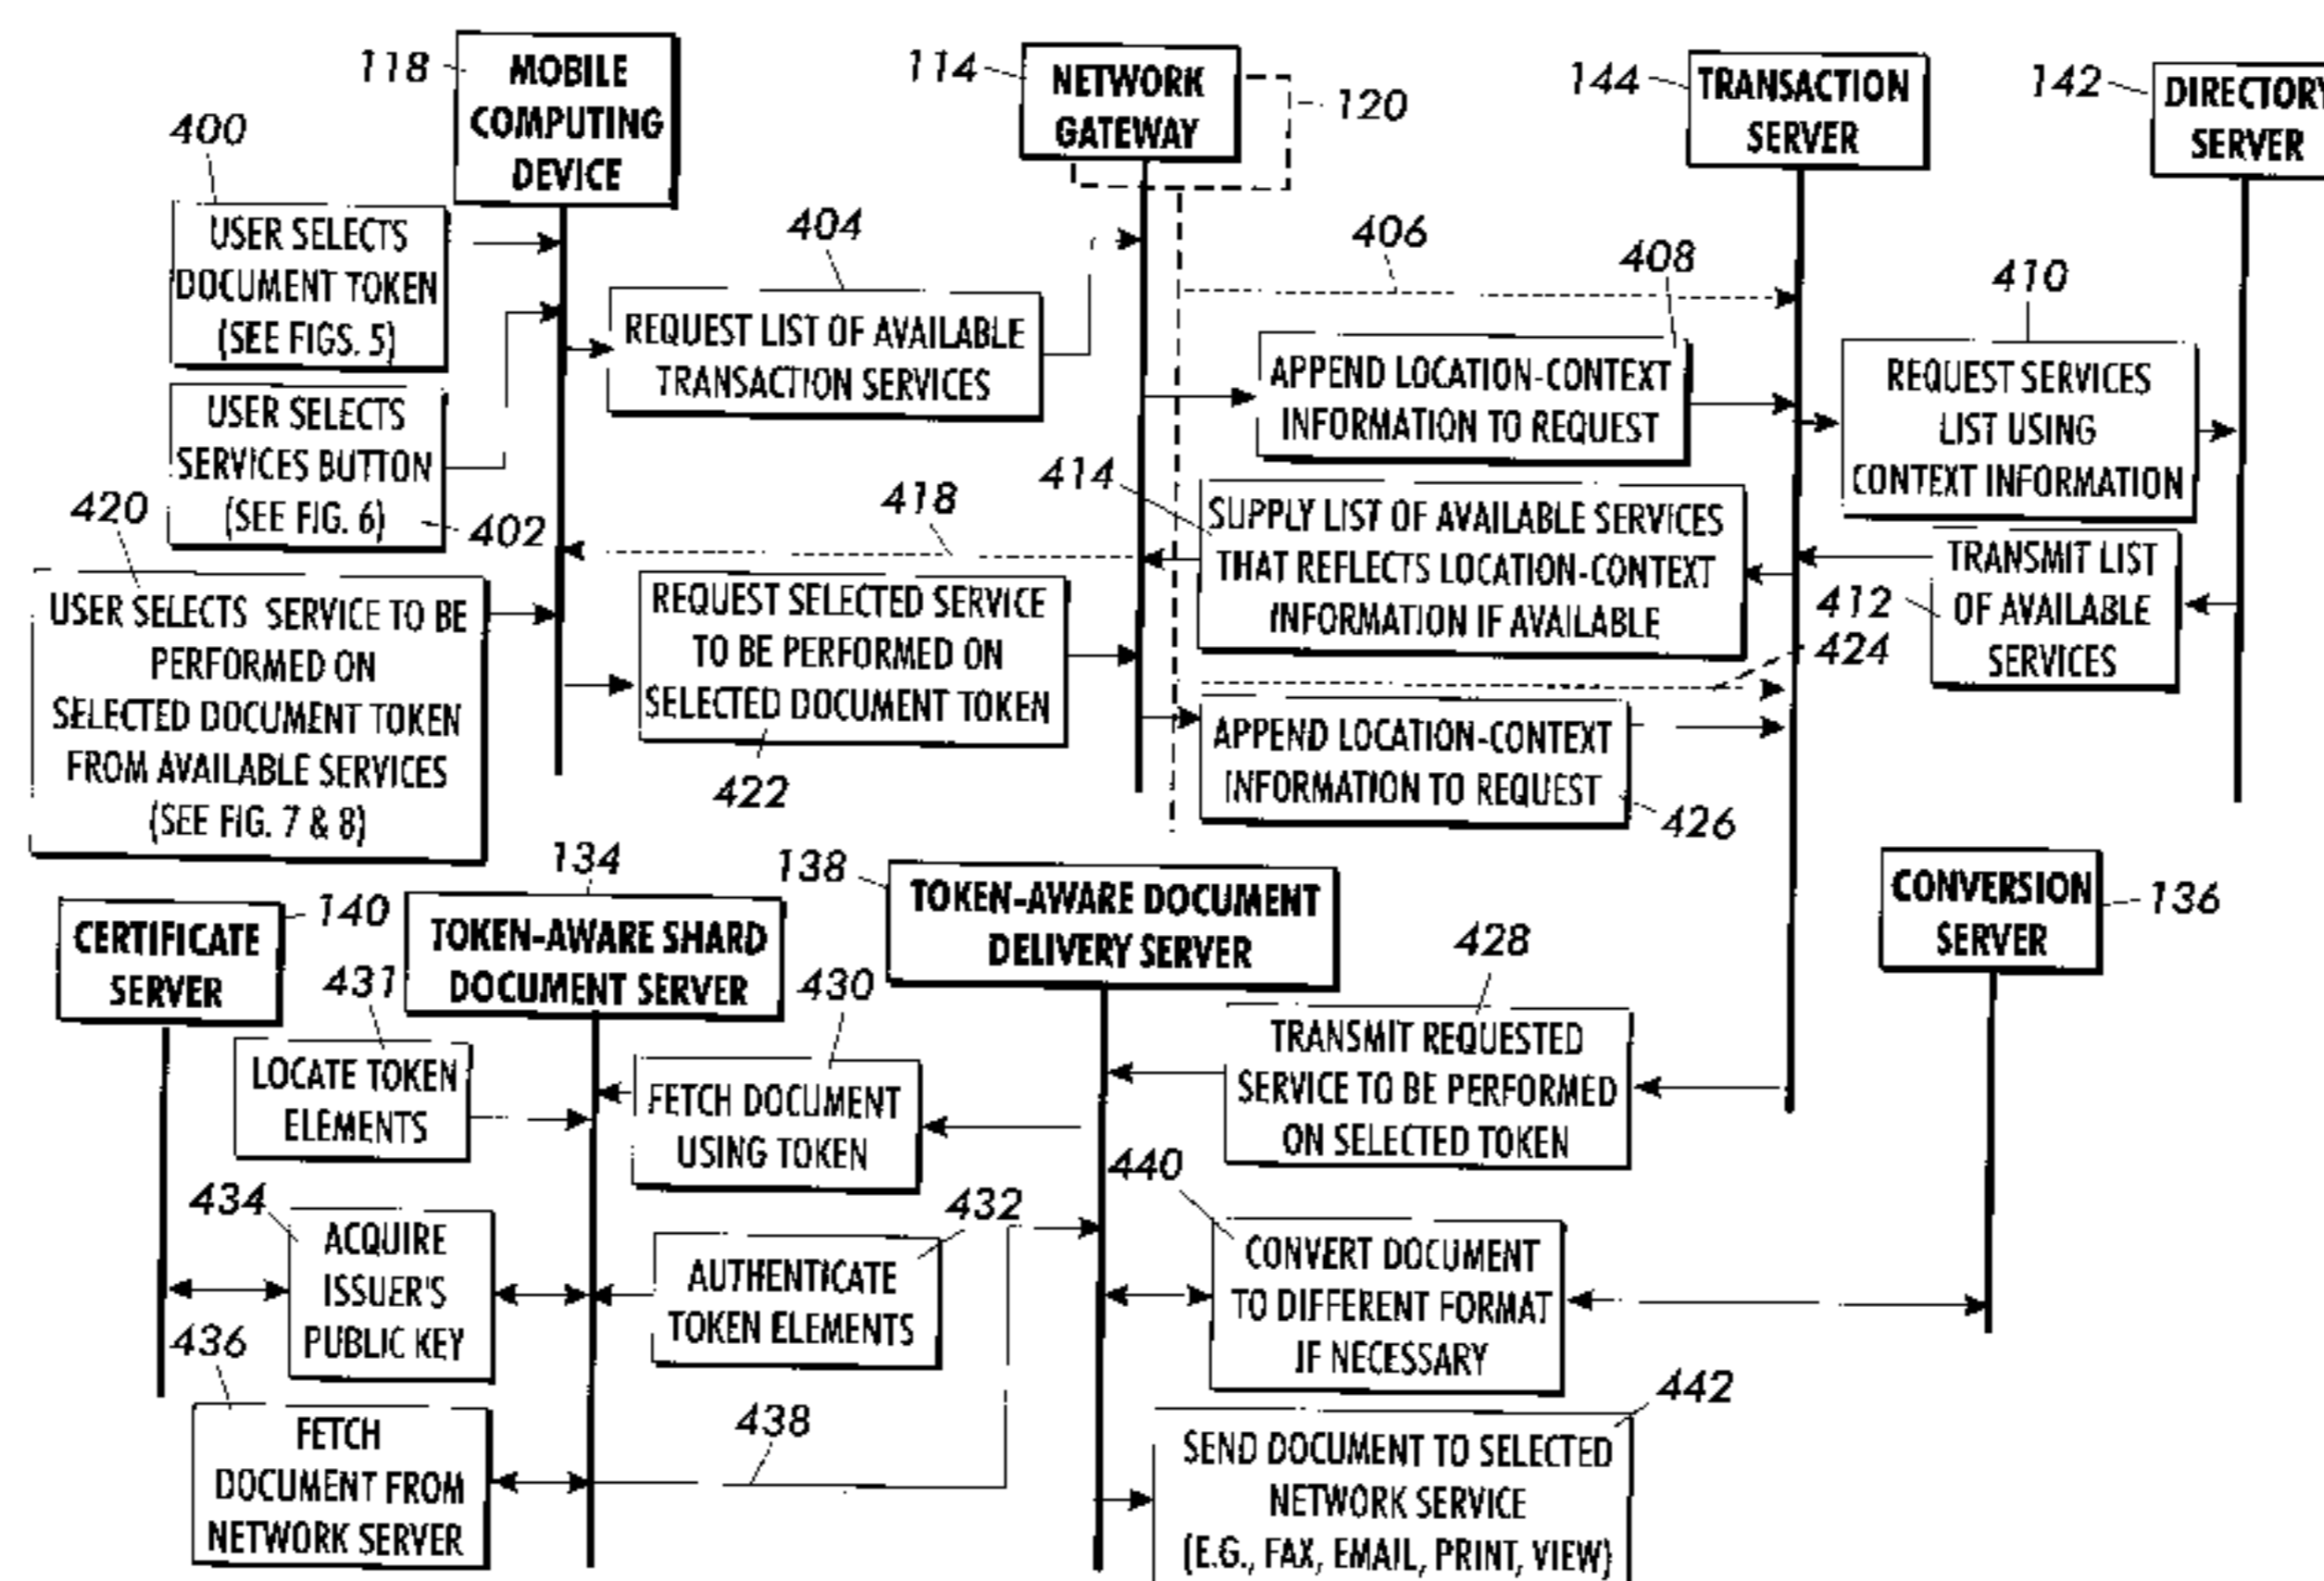 118
MOBILE
COMPUTING
DEVICE
114
NETWORK
GATEWAY
120
144
TRANSACTION
SERVER
142
DIRECTORY
SERVER
400
USER SELECTS
DOCUMENT TOKEN
(SEE FIGS. 5)
404
REQUEST LIST OF AVAILABLE
TRANSACTION SERVICES
406
408
APPEND LOCATION-CONTEXT
INFORMATION TO REQUEST
410
REQUEST SERVICES
LIST USING
CONTEXT INFORMATION
USER SELECTS
SERVICES BUTTON
(SEE FIG. 6)
402
414
SUPPLY LIST OF AVAILABLE SERVICES
THAT REFLECTS LOCATION-CONTEXT
INFORMATION IF AVAILABLE
418
412
TRANSMIT LIST
OF AVAILABLE
SERVICES
420
USER SELECTS SERVICE TO BE
PERFORMED ON
SELECTED DOCUMENT TOKEN
FROM AVAILABLE SERVICES
(SEE FIG. 7 & 8)
REQUEST SELECTED SERVICE
TO BE PERFORMED ON
SELECTED DOCUMENT TOKEN
422
424
APPEND LOCATION-CONTEXT
INFORMATION TO REQUEST
426
CERTIFICATE
SERVER
140
134
TOKEN-AWARE SHARD
DOCUMENT SERVER
138
TOKEN-AWARE DOCUMENT
DELIVERY SERVER
CONVERSION
SERVER
136
431
LOCATE TOKEN
ELEMENTS
430
FETCH DOCUMENT
USING TOKEN
428
TRANSMIT REQUESTED
SERVICE TO BE PERFORMED
ON SELECTED TOKEN
434
ACQUIRE
ISSUER'S
PUBLIC KEY
432
AUTHENTICATE
TOKEN ELEMENTS
440
CONVERT DOCUMENT
TO DIFFERENT FORMAT
IF NECESSARY
436
FETCH
DOCUMENT FROM
NETWORK SERVER
438
442
SEND DOCUMENT TO SELECTED
NETWORK SERVICE
(E.G., FAX, EMAIL, PRINT, VIEW)